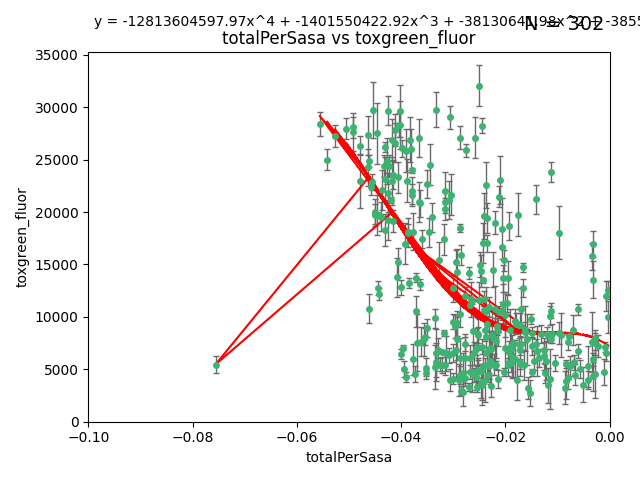 y = -12813604597.97x^4 + -1401550422.92x^3 +
N = 302
totalPerSasa vs toxgreen_fluor
35000
30000
25000
20000
15000
10000
5000
0
toxgreen_fluor
−0.10 −0.08 −0.06 −0.04 −0.02 0.00
totalPerSasa